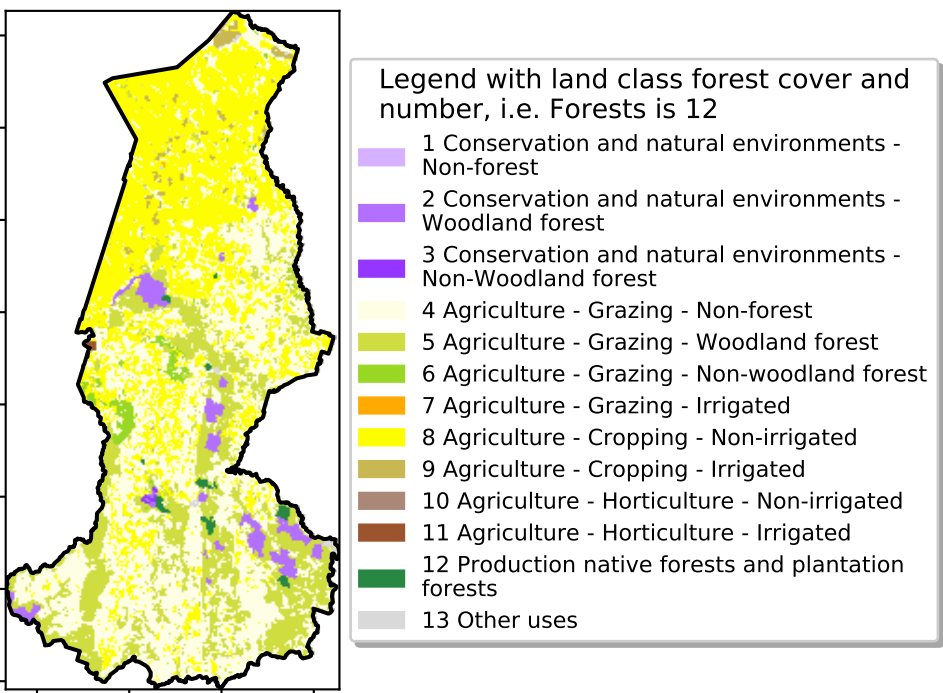 Legend with land class forest cover and
number, i.e. Forests is 12
1 Conservation and natural environments -
Non-forest
2 Conservation and natural environments -
Woodland forest
3 Conservation and natural environments -
Non-Woodland forest
4 Agriculture - Grazing - Non-forest
5 Agriculture - Grazing - Woodland forest
6 Agriculture - Grazing - Non-woodland forest
7 Agriculture - Grazing - Irrigated
8 Agriculture - Cropping - Non-irrigated
9 Agriculture - Cropping - Irrigated
10 Agriculture - Horticulture - Non-irrigated
11 Agriculture - Horticulture - Irrigated
12 Production native forests and plantation
forests
13 Other uses